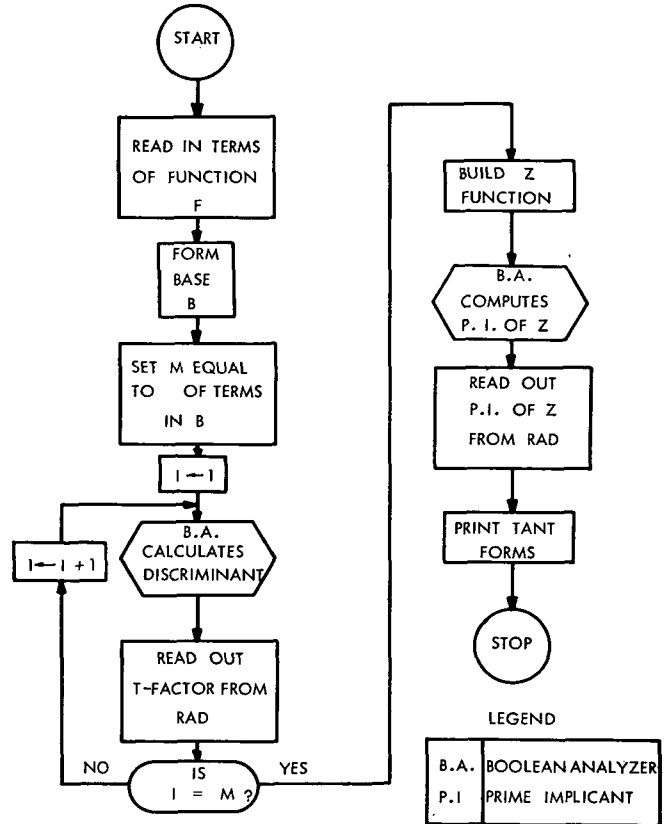 START
READ IN TERMS
OF FUNCTION
F
FORM
BASE
B
SET M EQUAL
TO OF TERMS
IN B
I ← 1
B.A.
CALCULATES
DISCRIMINANT
I ← I + 1
READ OUT
T-FACTOR FROM
RAD
IS
I = M ?
NO
YES
BUILD Z
FUNCTION
B.A.
COMPUTES
P. I. OF Z
READ OUT
P.I. OF Z
FROM RAD
PRINT TANT
FORMS
STOP
LEGEND
B.A. BOOLEAN ANALYZER
P.I PRIME IMPLICANT